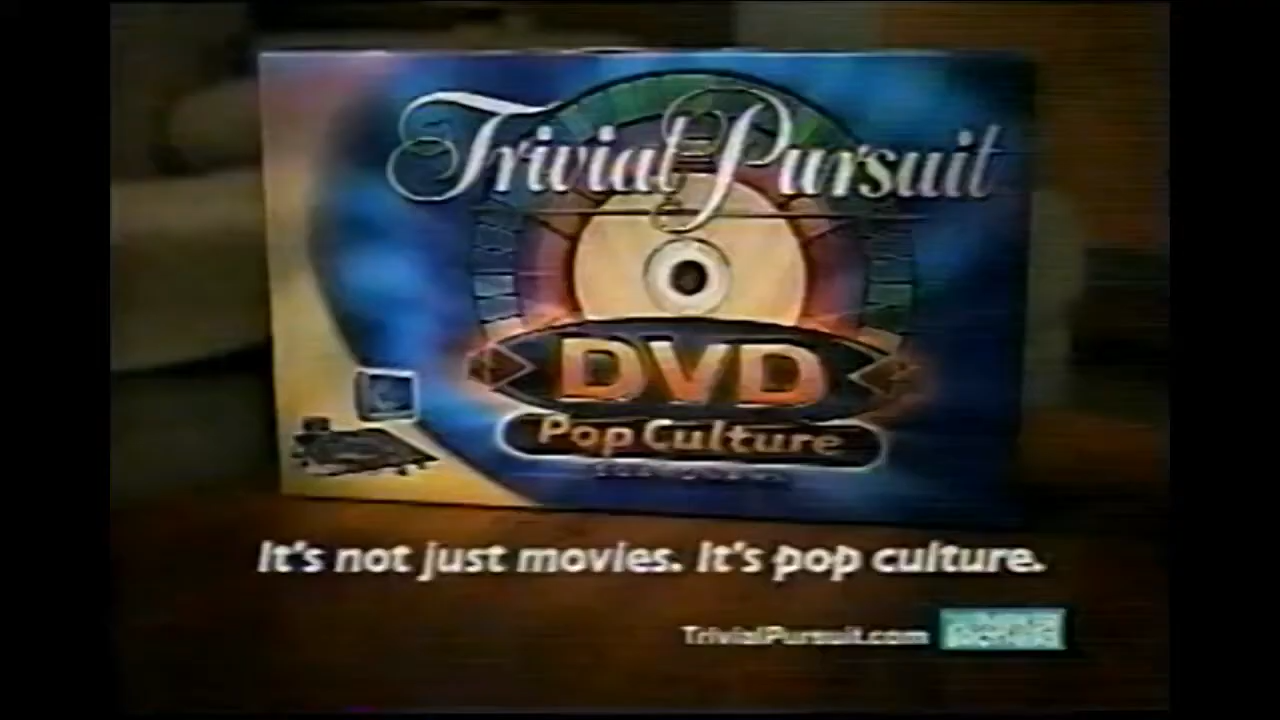 Trivial Pursuit
DVD
Pop Culture
It's not just movies. It's pop culture.
TrivialPursuit.com